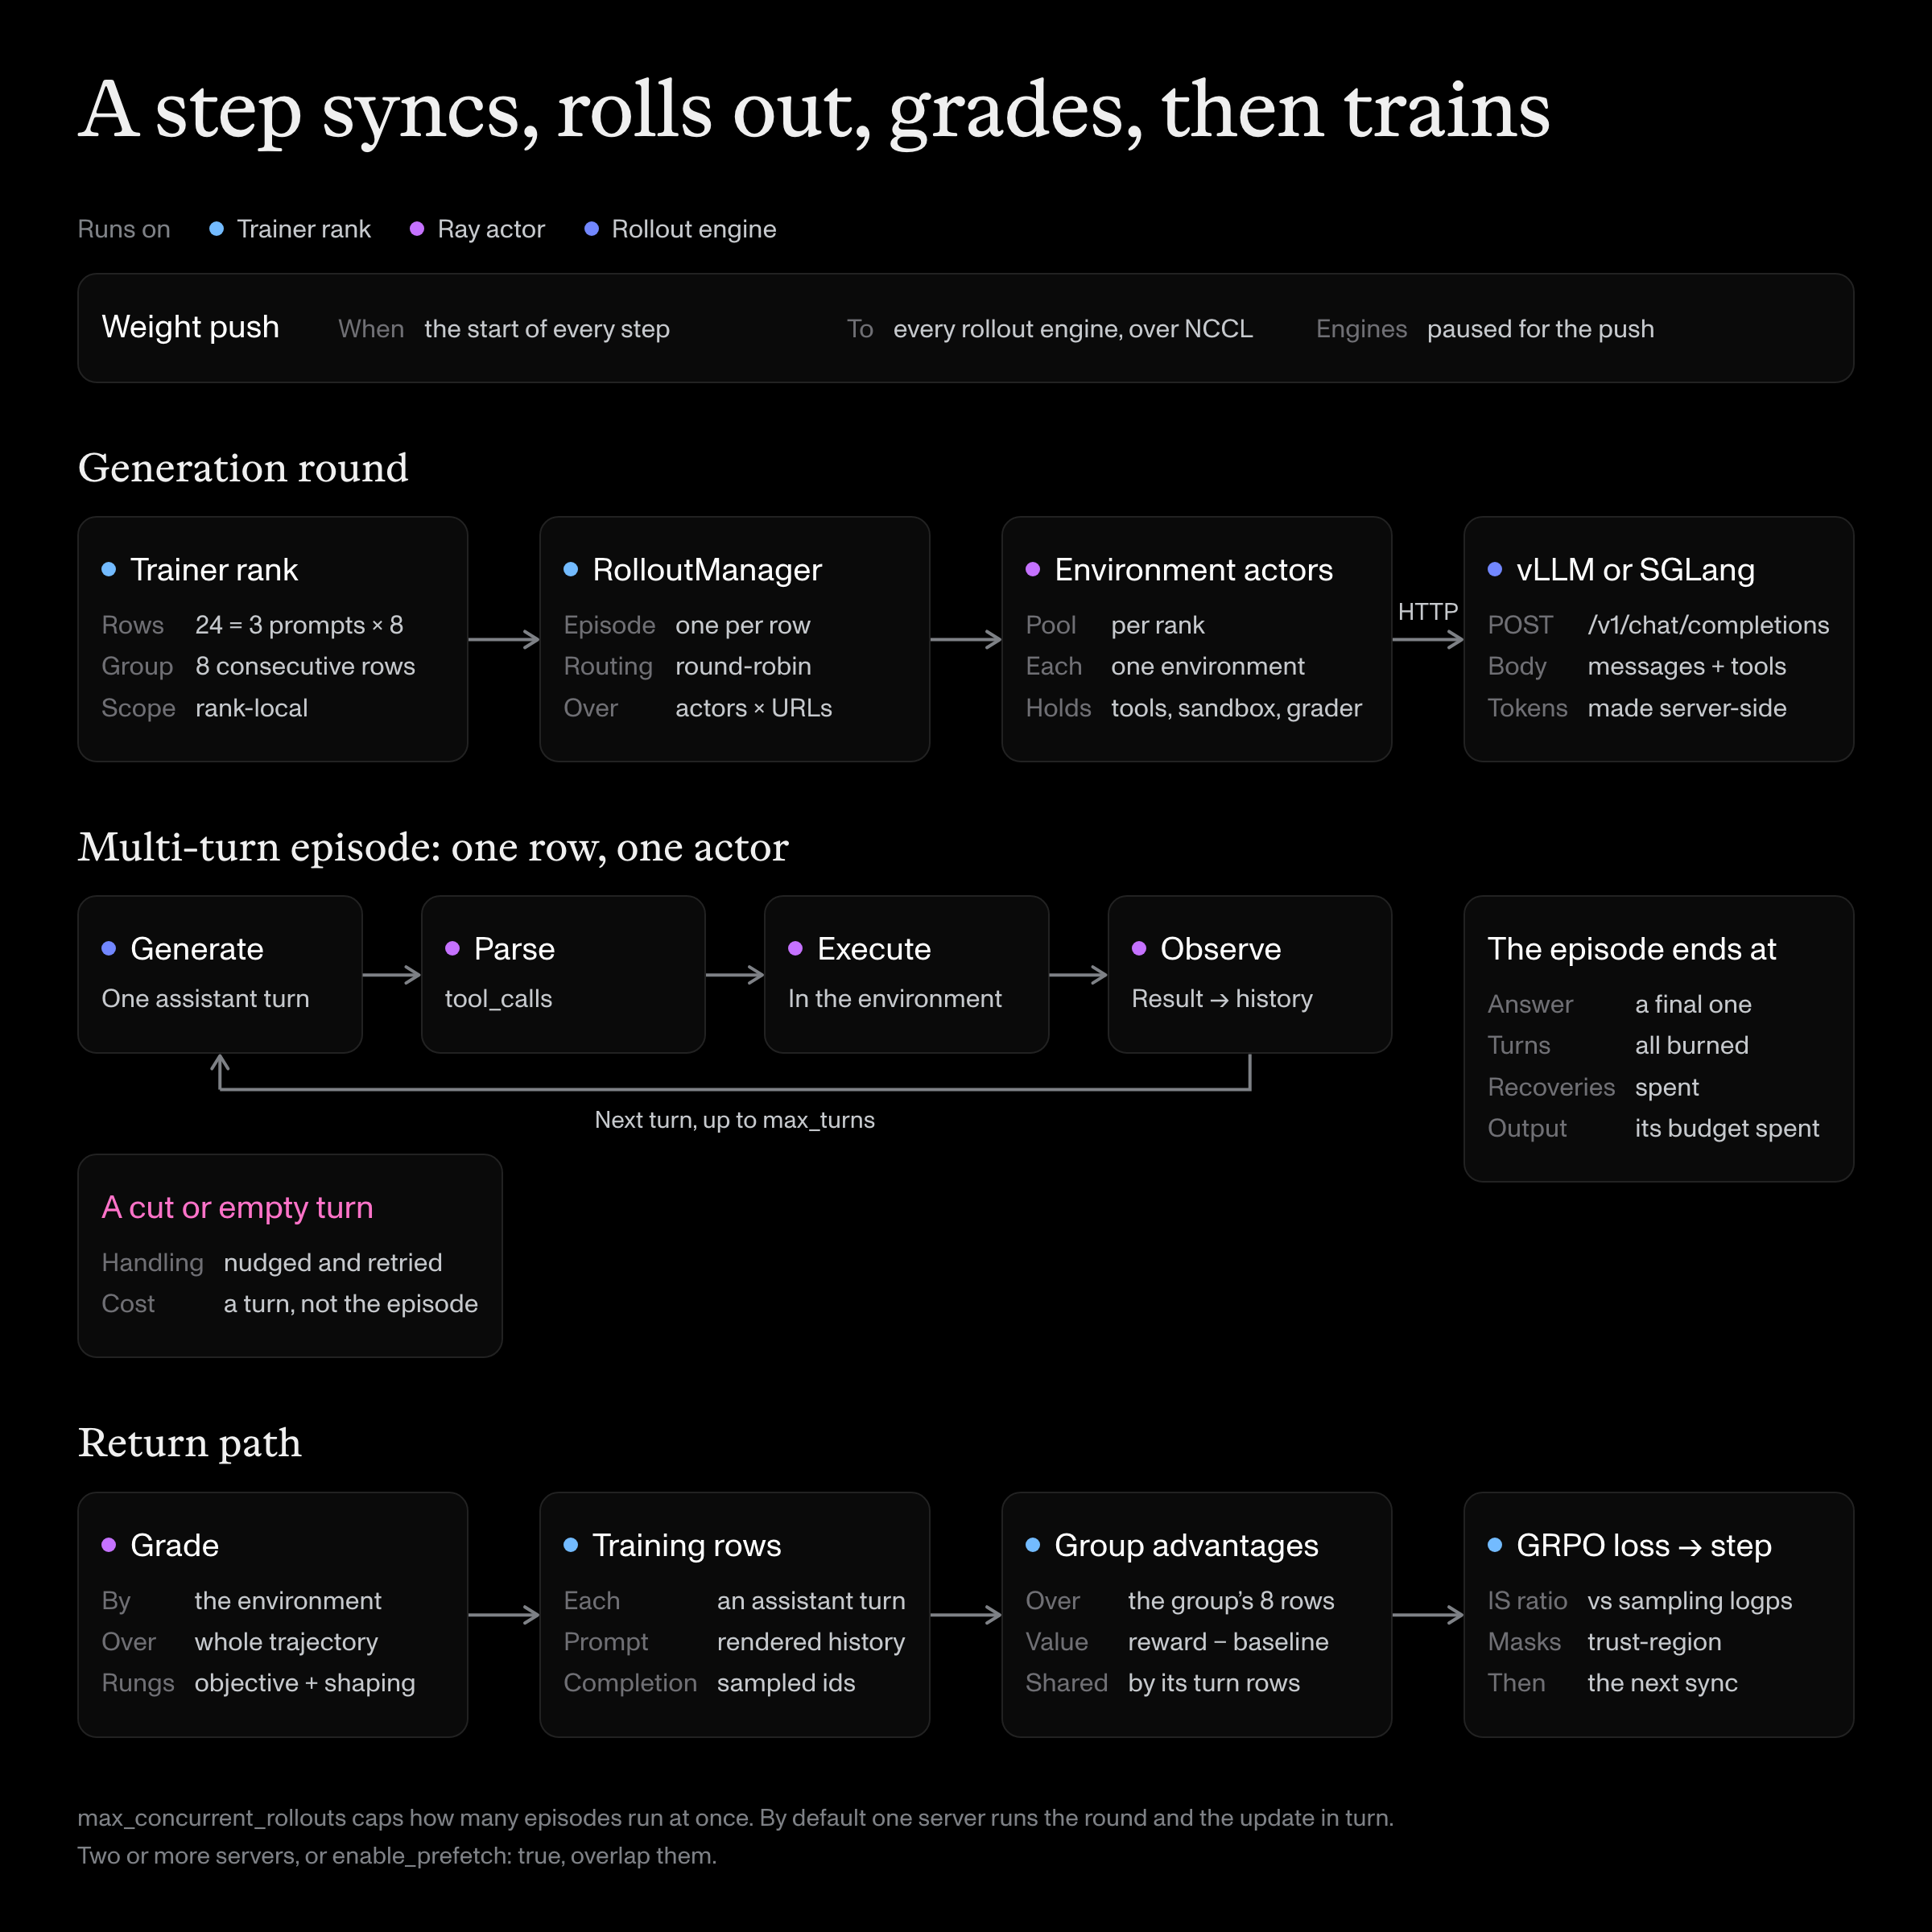 A step syncs, rolls out, grades, then trains
Runs on Trainer rank Ray actor Rollout engine
Weight push When the start of every step To every rollout engine, over NCCL Engines paused for the push
Generation round
Trainer rank
Rows 24 = 3 prompts × 8
Group 8 consecutive rows
Scope rank-local
RolloutManager
Episode one per row
Routing round-robin
Over actors × URLs
Environment actors
Pool per rank
Each one environment
Holds tools, sandbox, grader
HTTP
vLLM or SGLang
POST /v1/chat/completions
Body messages + tools
Tokens made server-side
Multi-turn episode: one row, one actor
Generate
One assistant turn
Parse
tool_calls
Execute
In the environment
Observe
Result → history
Next turn, up to max_turns
The episode ends at
Answer a final one
Turns all burned
Recoveries spent
Output its budget spent
A cut or empty turn
Handling nudged and retried
Cost a turn, not the episode
Return path
Grade
By the environment
Over whole trajectory
Rungs objective + shaping
Training rows
Each an assistant turn
Prompt rendered history
Completion sampled ids
Group advantages
Over the group’s 8 rows
Value reward − baseline
Shared by its turn rows
GRPO loss → step
IS ratio vs sampling logps
Masks trust-region
Then the next sync
max_concurrent_rollouts caps how many episodes run at once. By default one server runs the round and the update in turn.
Two or more servers, or enable_prefetch: true, overlap them.